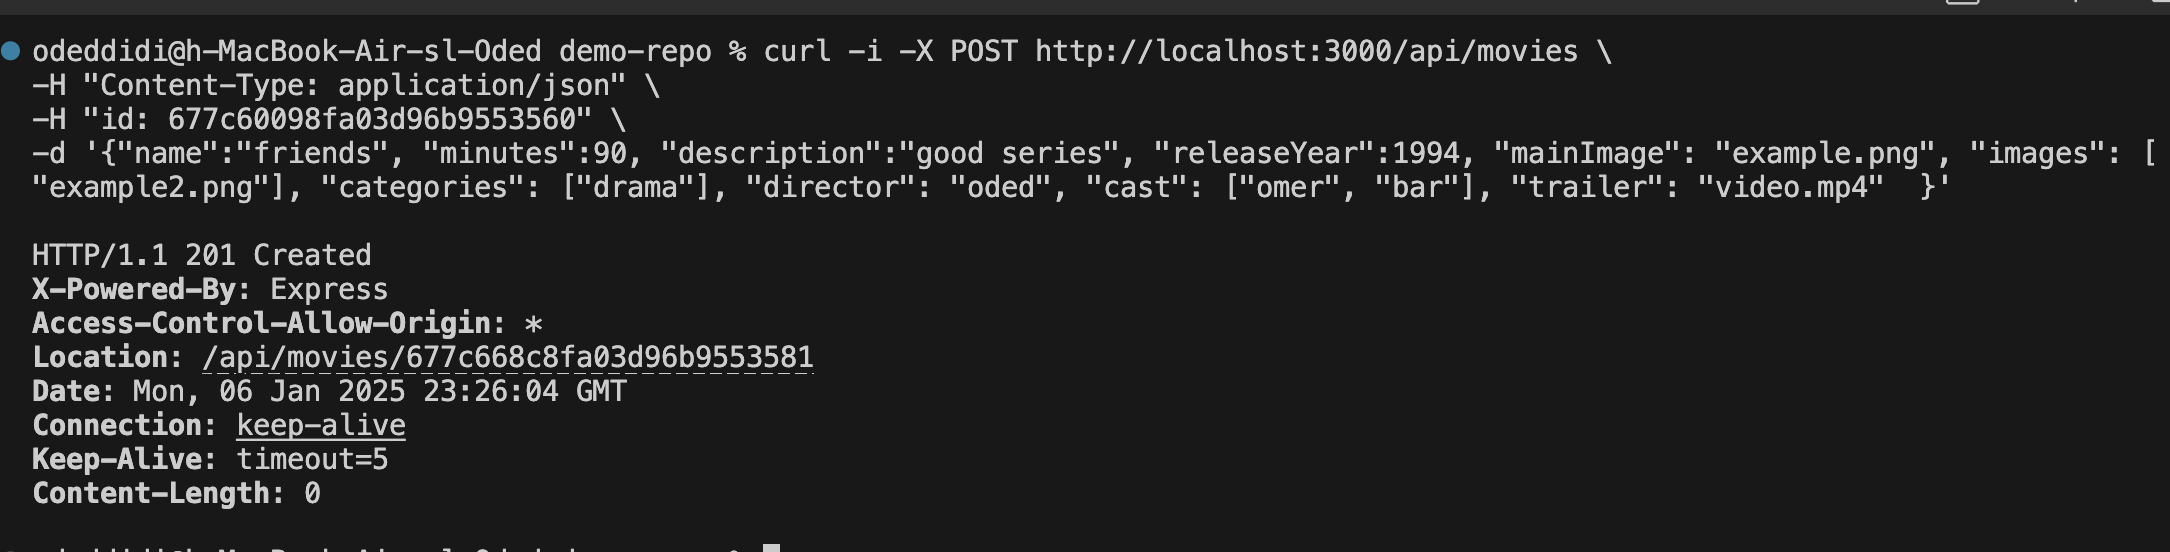 odeddidi@h-MacBook-Air-sl-Oded demo-repo % curl -i -X POST http://localhost:3000/api/movies \
-H "Content-Type: application/json" \
-H "id: 677c60098fa03d96b9553560" \
-d '{"name":"friends", "minutes":90, "description":"good series", "releaseYear":1994, "mainImage": "example.png", "images": [
"example2.png"], "categories": ["drama"], "director": "oded", "cast": ["omer", "bar"], "trailer": "video.mp4"  }'
HTTP/1.1 201 Created
X-Powered-By: Express
Access-Control-Allow-Origin: *
Location: /api/movies/677c668c8fa03d96b9553581
Date: Mon, 06 Jan 2025 23:26:04 GMT
Connection: keep-alive
Keep-Alive: timeout=5
Content-Length: 0